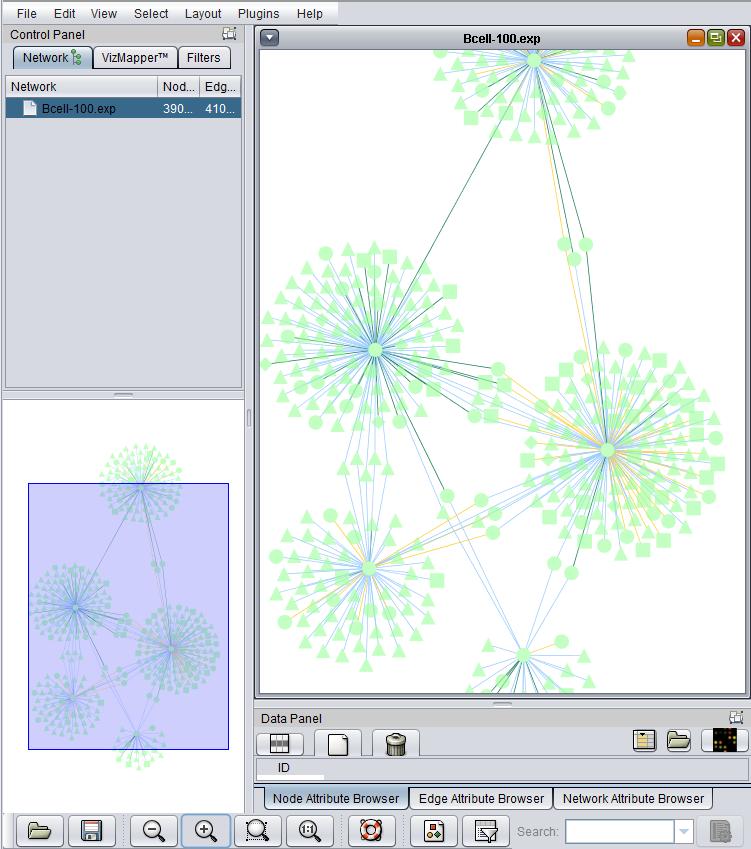 File Edit View Select Layout Plugins Help
Control Panel
Network VizMapper™ Filters
Network Nod... Edg...
Bcell-100.exp 390... 410...
Bcell-100.exp
Data Panel
ID
Node Attribute Browser Edge Attribute Browser Network Attribute Browser
1:1 Search: